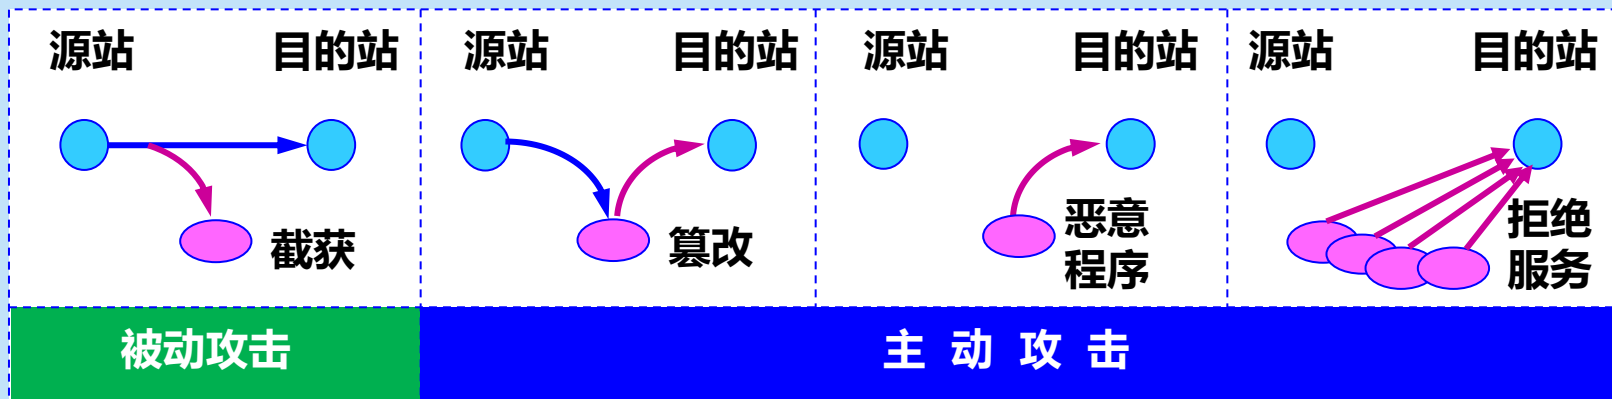 源站 目的站
截获
源站 目的站
篡改
源站 目的站
恶意
程序
源站 目的站
拒绝
服务
被动攻击
主 动 攻 击